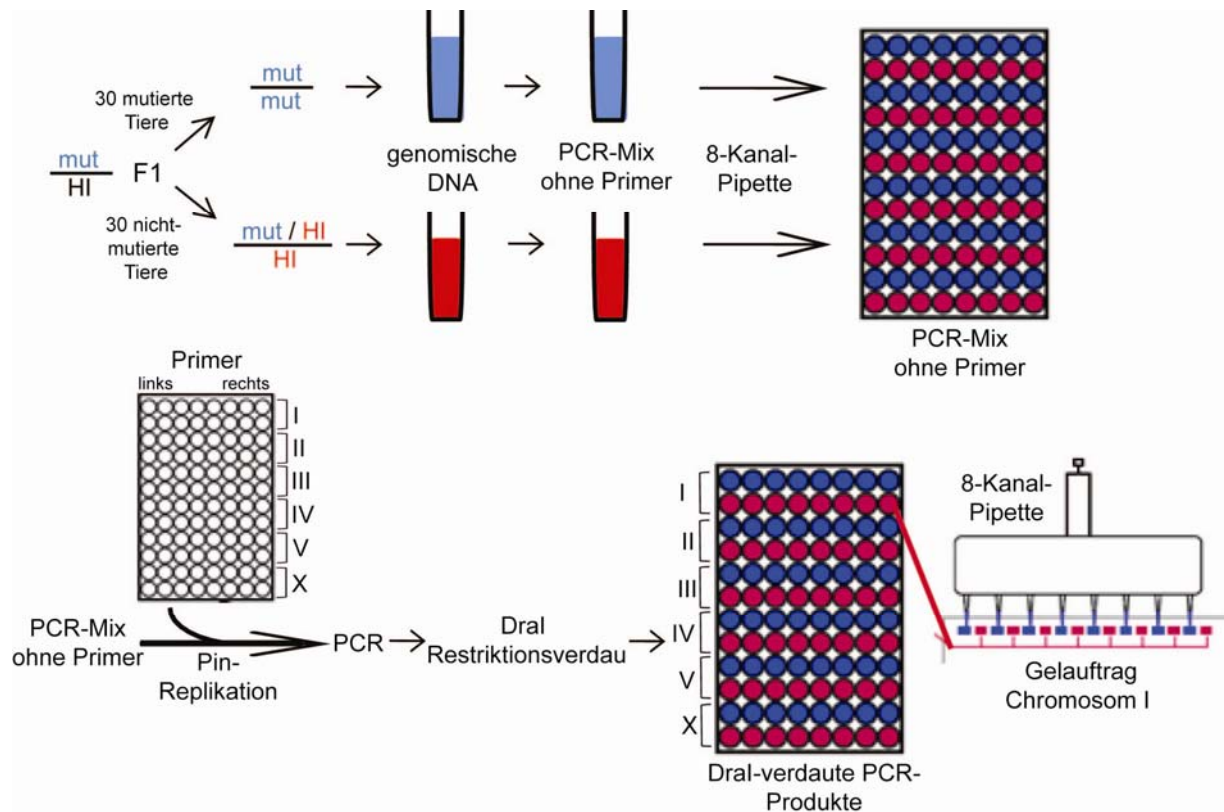 30 mutierte
Tiere
mut
mut
mut
HI
F1
30 nicht-
mutierte
Tiere
mut / HI
HI
genomische
DNA
PCR-Mix
ohne Primer
8-Kanal-
Pipette
PCR-Mix
ohne Primer
Primer
links rechts
I
II
III
IV
V
X
PCR-Mix
ohne Primer
Pin-
Replikation
PCR
DraI
Restriktionsverdau
I
II
III
IV
V
X
DraI-verdaute PCR-
Produkte
8-Kanal-
Pipette
Gelauftrag
Chromosom I